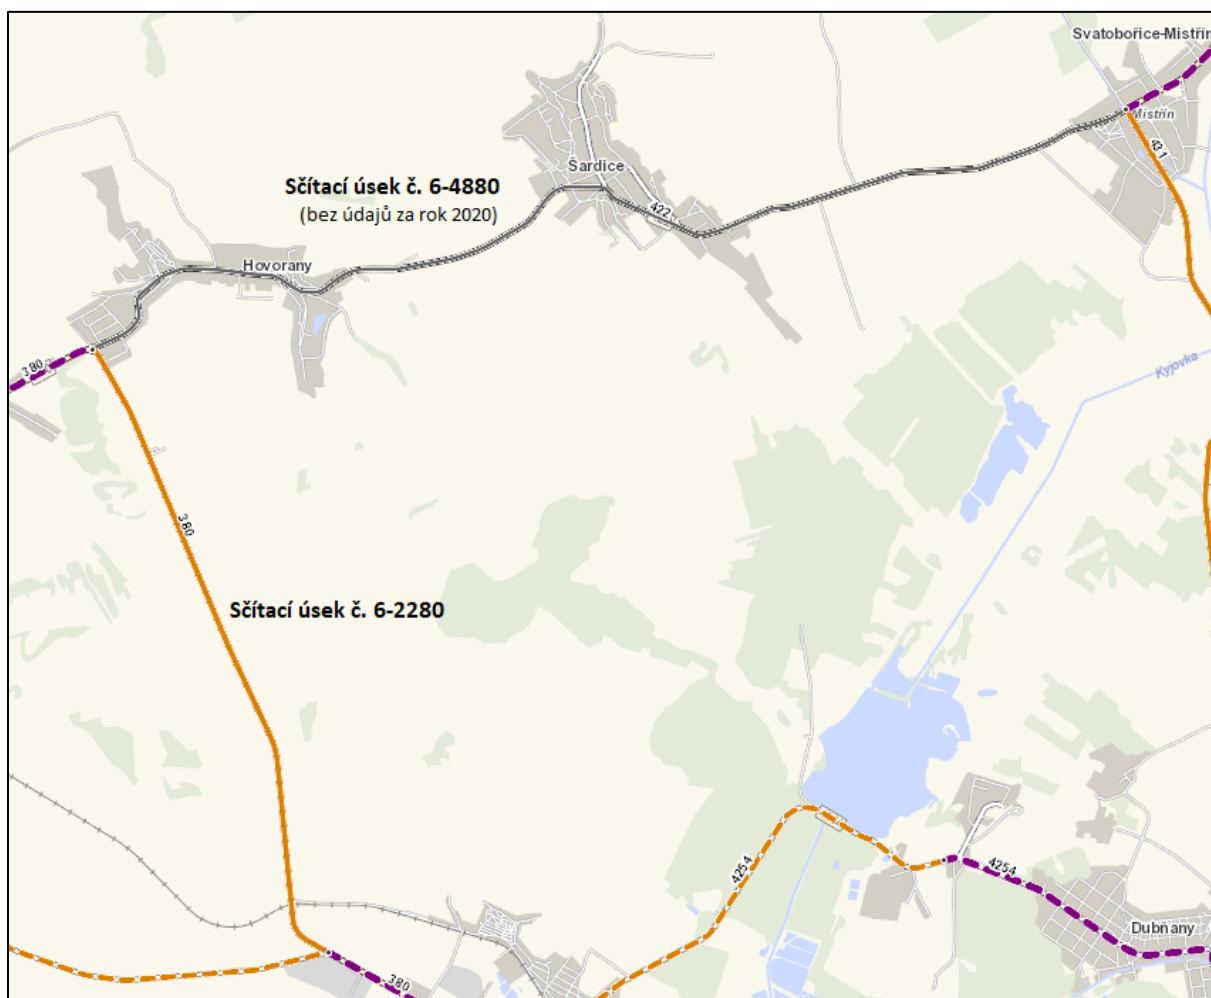 Svatobořice-Mistřín
Mistřín
431
Šardice
Sčítací úsek č. 6-4880
(bez údajů za rok 2020)
422
Hovorany
380
Kyjovka
380
Sčítací úsek č. 6-2280
4254
4254
Dubňany
380